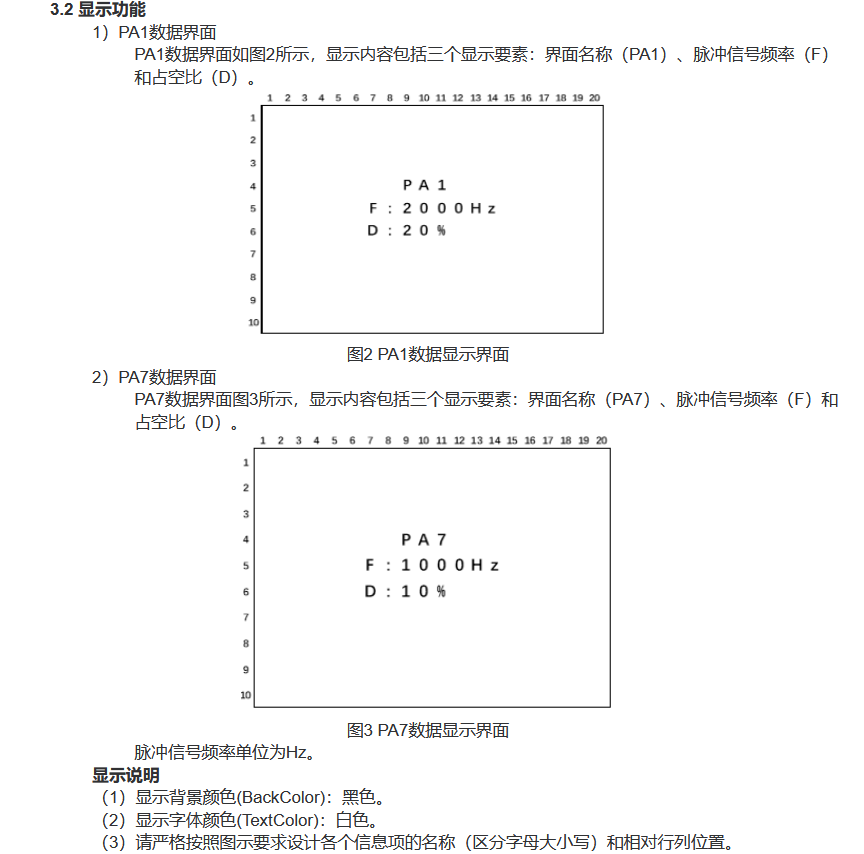 3.2 显示功能
1）PA1数据界面
PA1数据界面如图2所示，显示内容包括三个显示要素：界面名称（PA1）、脉冲信号频率（F）
和占空比（D）。
1 2 3 4 5 6 7 8 9 10 11 12 13 14 15 16 17 18 19 20
1
2
3
4 PA1
5 F:2000Hz
6 D:20%
7
8
9
10
图2 PA1数据显示界面
2）PA7数据界面
PA7数据界面图3所示，显示内容包括三个显示要素：界面名称（PA7）、脉冲信号频率（F）和
占空比（D）。
1 2 3 4 5 6 7 8 9 10 11 12 13 14 15 16 17 18 19 20
1
2
3
4 PA7
5 F:1000Hz
6 D:10%
7
8
9
10
图3 PA7数据显示界面
脉冲信号频率单位为Hz。
显示说明
（1）显示背景颜色(BackColor)：黑色。
（2）显示字体颜色(TextColor)：白色。
（3）请严格按照图示要求设计各个信息项的名称（区分字母大小写）和相对行列位置。